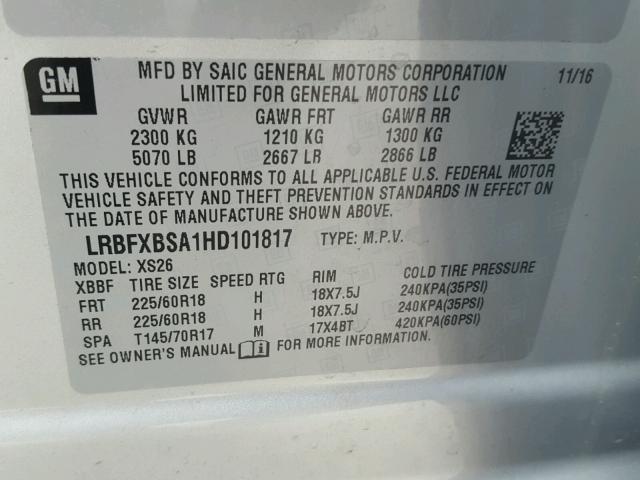 GM
MFD BY SAIC GENERAL MOTORS CORPORATION 11/16
LIMITED FOR GENERAL MOTORS LLC
GVWR GAWR FRT GAWR RR
2300 KG 1210 KG 1300 KG
5070 LB 2667 LB 2866 LB
THIS VEHICLE CONFORMS TO ALL APPLICABLE U.S. FEDERAL MOTOR
VEHICLE SAFETY AND THEFT PREVENTION STANDARDS IN EFFECT ON
THE DATE OF MANUFACTURE SHOWN ABOVE.
LRBFXBSA1HD101817 TYPE: M.P.V.
MODEL: XS26
XBBF TIRE SIZE SPEED RTG RIM COLD TIRE PRESSURE
FRT 225/60R18 H 18X7.5J 240KPA(35PSI)
RR 225/60R18 H 18X7.5J 240KPA(35PSI)
SPA T145/70R17 M 17X4BT 420KPA(60PSI)
SEE OWNER'S MANUAL i FOR MORE INFORMATION.